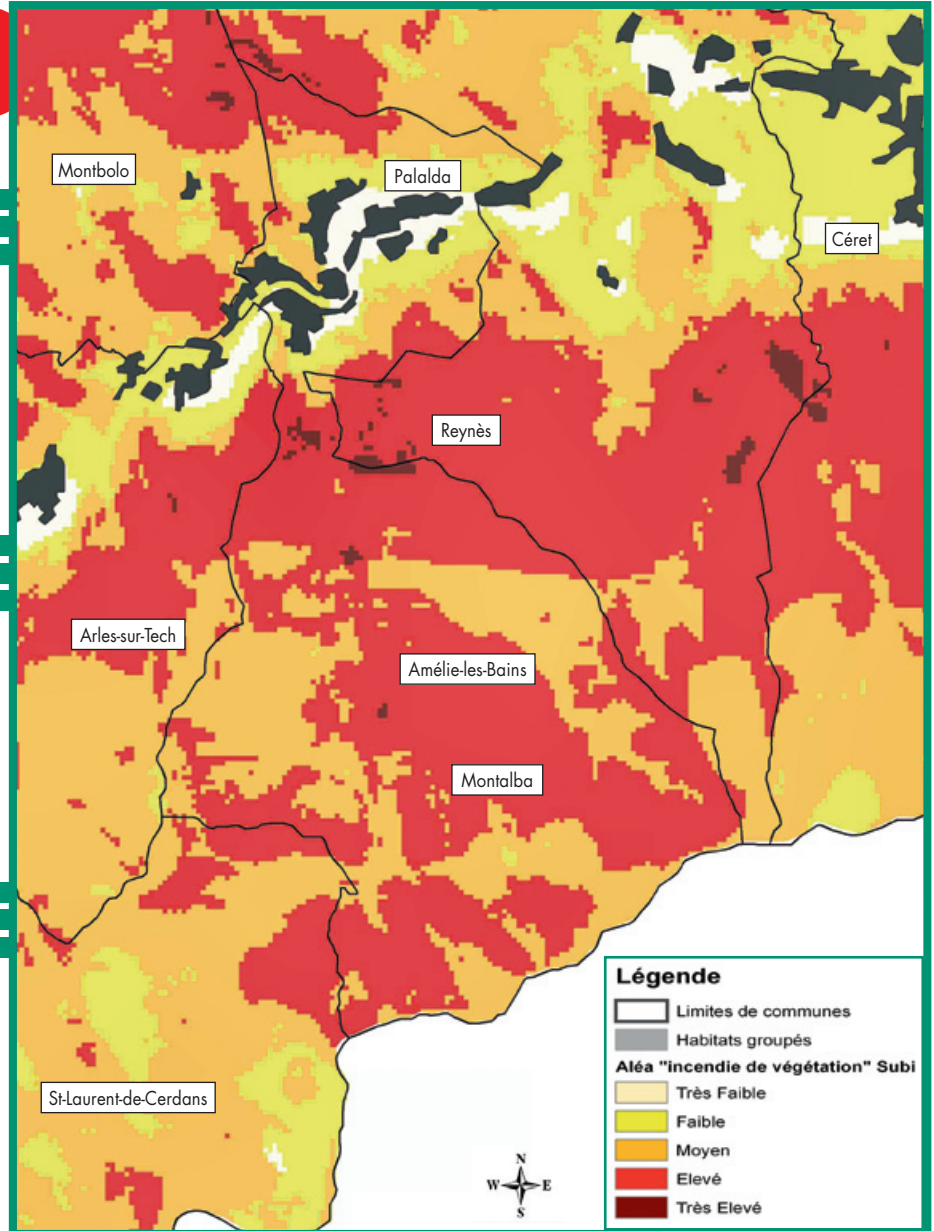 Montbolo
Palalda
Céret
Reynès
Arles-sur-Tech
Amélie-les-Bains
Montalba
St-Laurent-de-Cerdans
N
W E
S
Légende
Limites de communes
Habitats groupés
Aléa "incendie de végétation" Subi
Très Faible
Faible
Moyen
Elevé
Très Elevé